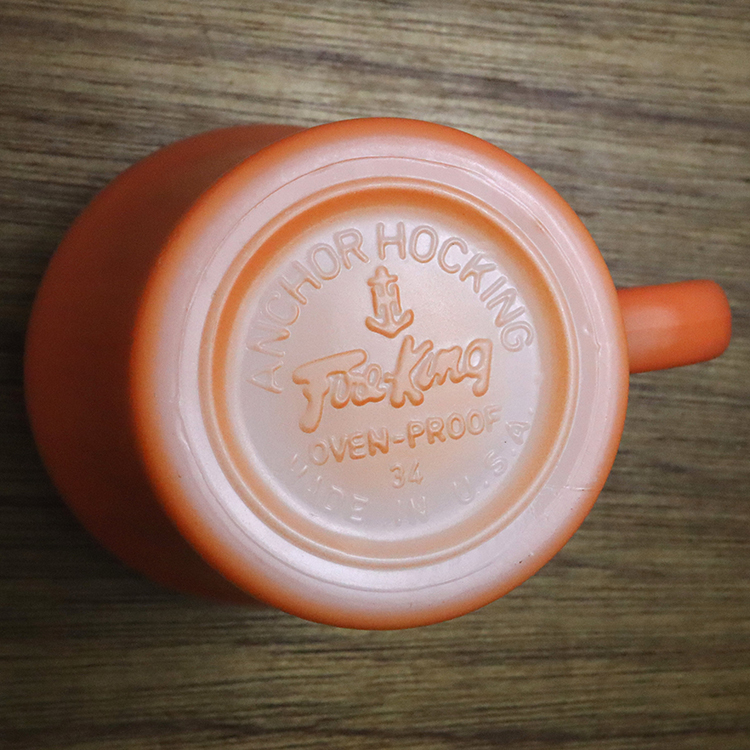 ANCHOR HOCKING
Fire-King
OVEN-PROOF
34
MADE IN U.S.A.